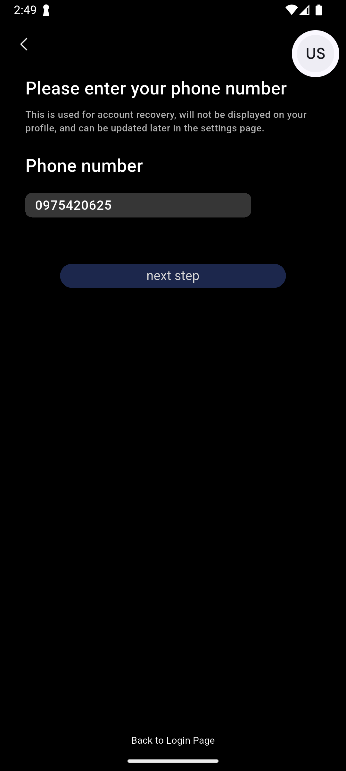 2:49
US
Please enter your phone number
This is used for account recovery, will not be displayed on your
profile, and can be updated later in the settings page.
Phone number
0975420625
next step
Back to Login Page